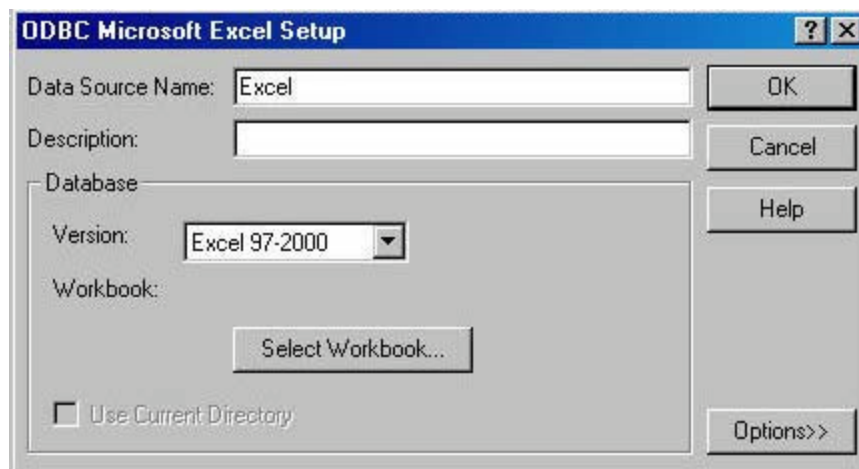 ODBC Microsoft Excel Setup
Data Source Name: Excel OK
Description: Cancel
Database
Help
Version: Excel 97-2000
Workbook:
Select Workbook...
Use Current Directory
Options>>